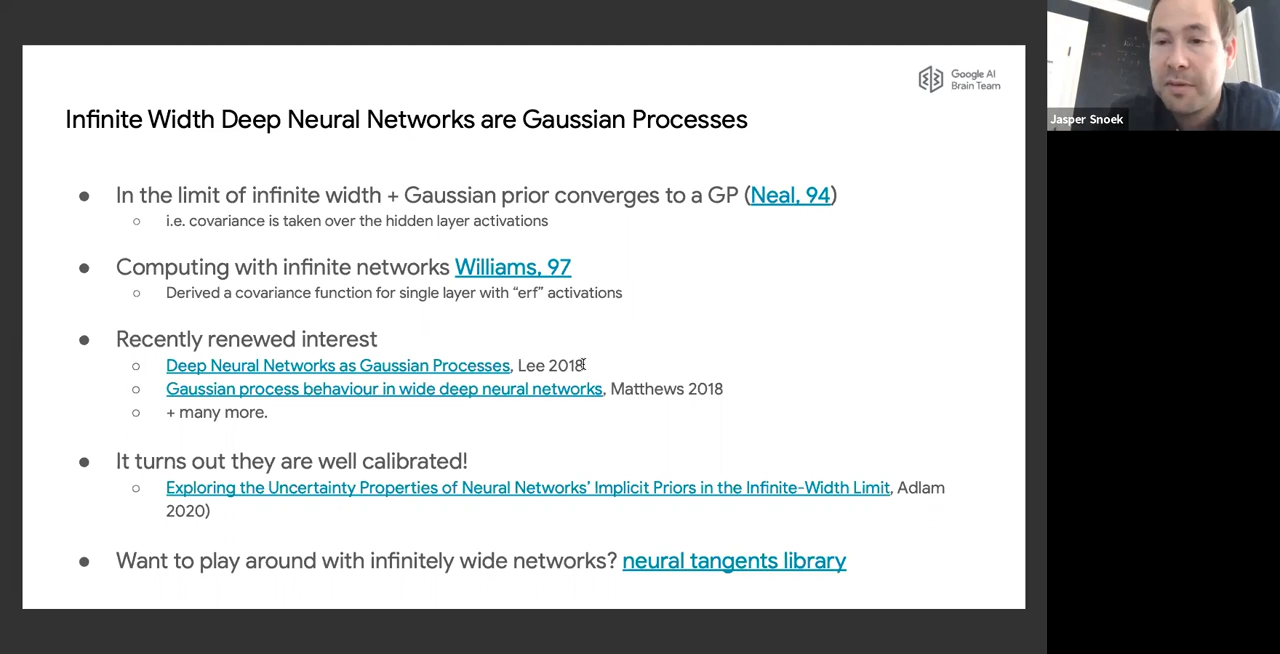 Google AI
Brain Team
Jasper Snoek
Infinite Width Deep Neural Networks are Gaussian Processes
● In the limit of infinite width + Gaussian prior converges to a GP (Neal, 94)
○ i.e. covariance is taken over the hidden layer activations
● Computing with infinite networks Williams, 97
○ Derived a covariance function for single layer with “erf” activations
● Recently renewed interest
○ Deep Neural Networks as Gaussian Processes, Lee 2018
○ Gaussian process behaviour in wide deep neural networks, Matthews 2018
○ + many more.
● It turns out they are well calibrated!
○ Exploring the Uncertainty Properties of Neural Networks’ Implicit Priors in the Infinite-Width Limit, Adlam
2020)
● Want to play around with infinitely wide networks? neural tangents library